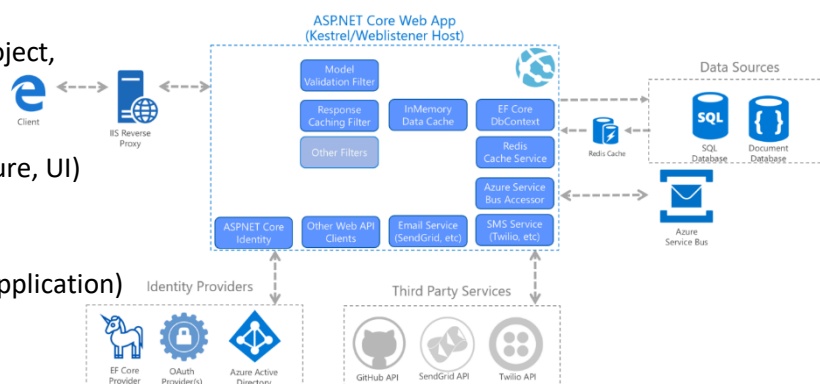 ASP.NET Core Web App
(Kestrel/Weblistener Host)
oject,
ure, UI)
pplication)
Client
IIS Reverse
Proxy
Model
Validation Filter
Response
Caching Filter
Other Filters
InMemory
Data Cache
EF Core
DbContext
Redis
Cache Service
Azure Service
Bus Accessor
ASP.NET Core
Identity
Other Web API
Clients
Email Service
(SendGrid, etc)
SMS Service
(Twilio, etc)
Redis Cache
Data Sources
SQL
SQL
Database
Document
Database
Azure
Service Bus
Identity Providers
EF Core
Provider
OAuth
Provider(s)
Azure Active
Directory
Third Party Services
GitHub API
SendGrid API
Twilio API